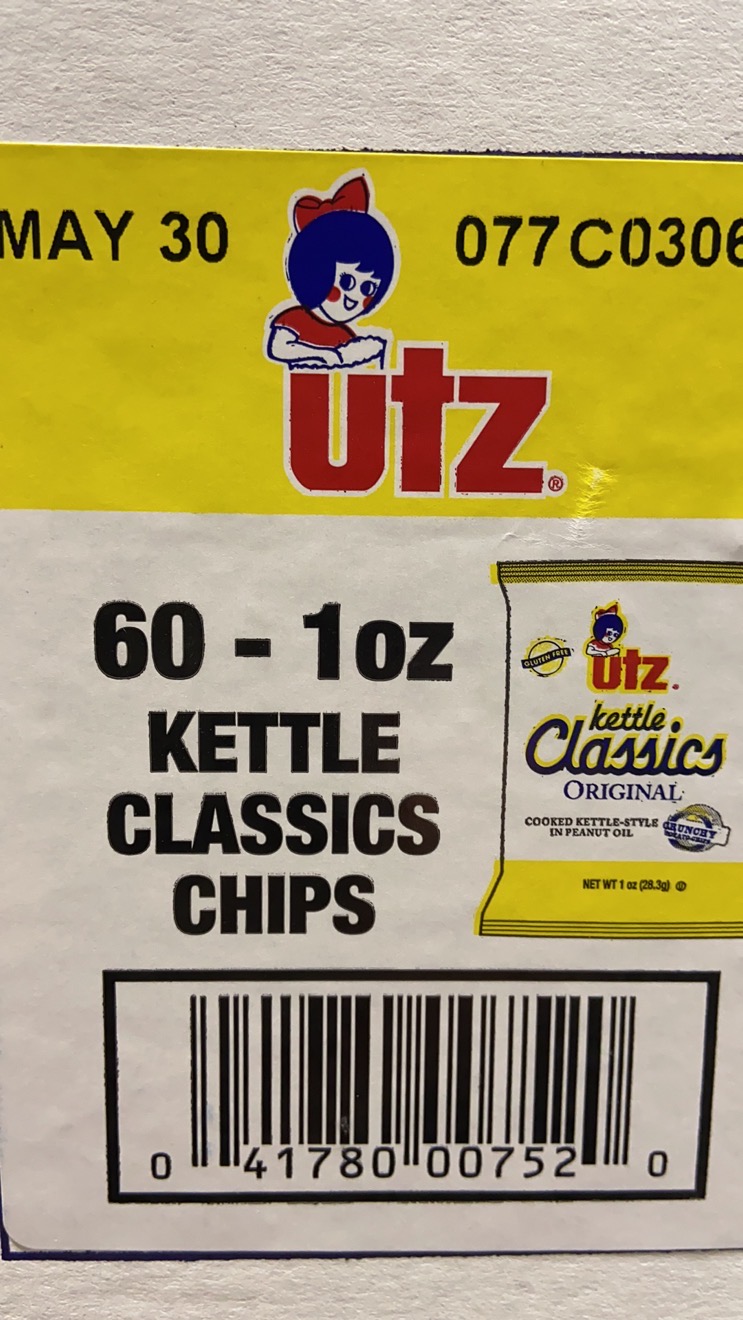 MAY 30
077C0306
utz®
60 - 1oz
KETTLE
CLASSICS
CHIPS
GLUTEN FREE
utz.
kettle
Classics
ORIGINAL
COOKED KETTLE-STYLE
IN PEANUT OIL
CRUNCHY
NET WT 1 oz (28.3g)
0 41780 00752 0